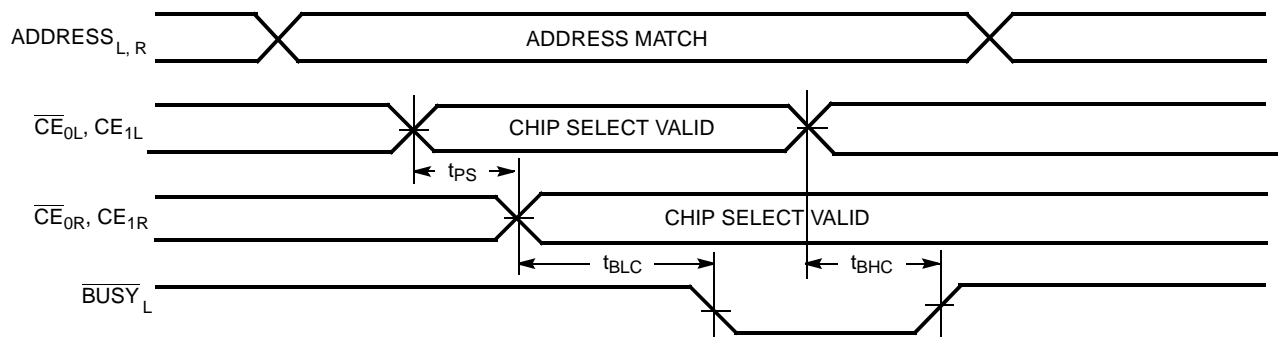 ADDRESS L, R
ADDRESS MATCH
CE0L, CE1L
CHIP SELECT VALID
tPS
CE0R, CE1R
CHIP SELECT VALID
tBLC
tBHC
BUSY L